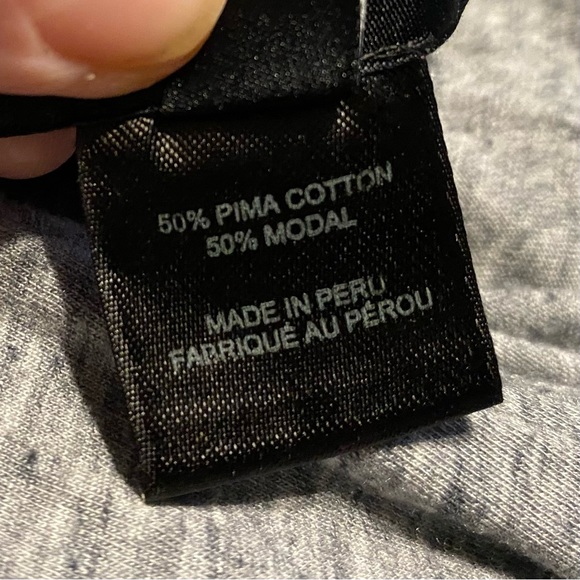 50% PIMA COTTON
50% MODAL
MADE IN PERU
FABRIQUÉ AU PÉROU